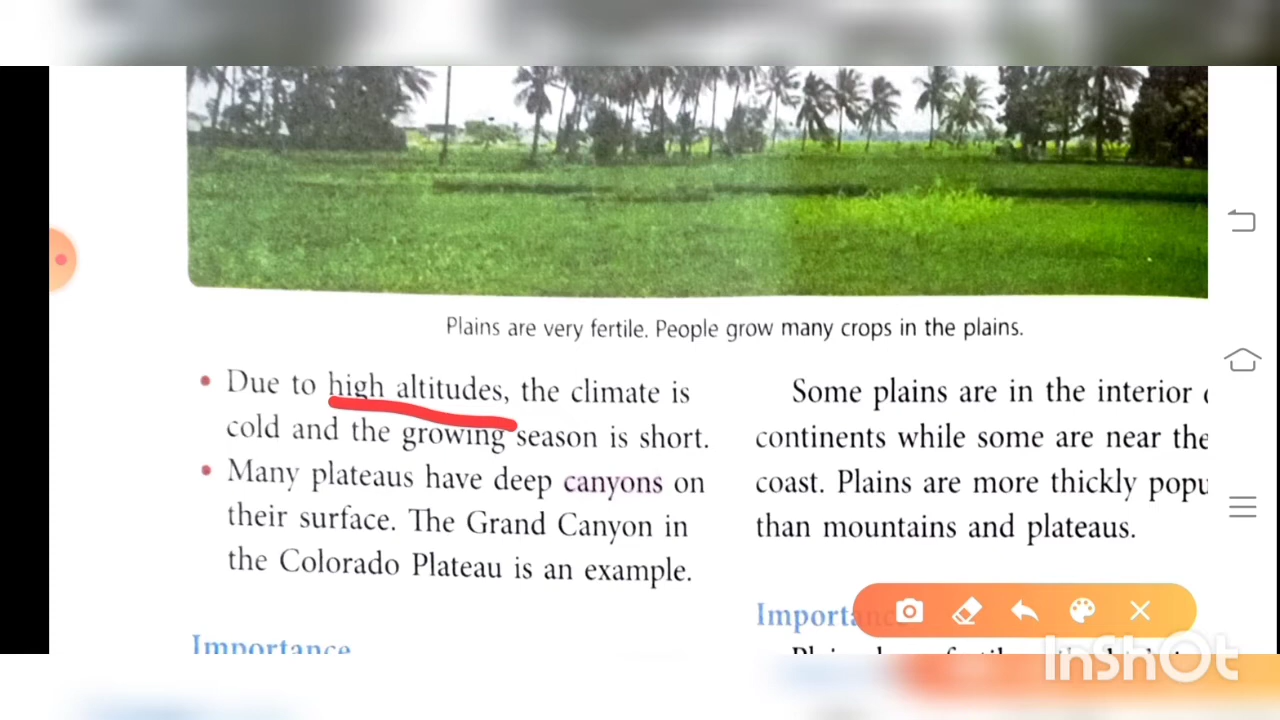 Plains are very fertile. People grow many crops in the plains.
• Due to high altitudes, the climate is
cold and the growing season is short.
• Many plateaus have deep canyons on
their surface. The Grand Canyon in
the Colorado Plateau is an example.
Importance
Some plains are in the interior
continents while some are near the
coast. Plains are more thickly popu
than mountains and plateaus.
Importance
InShOt